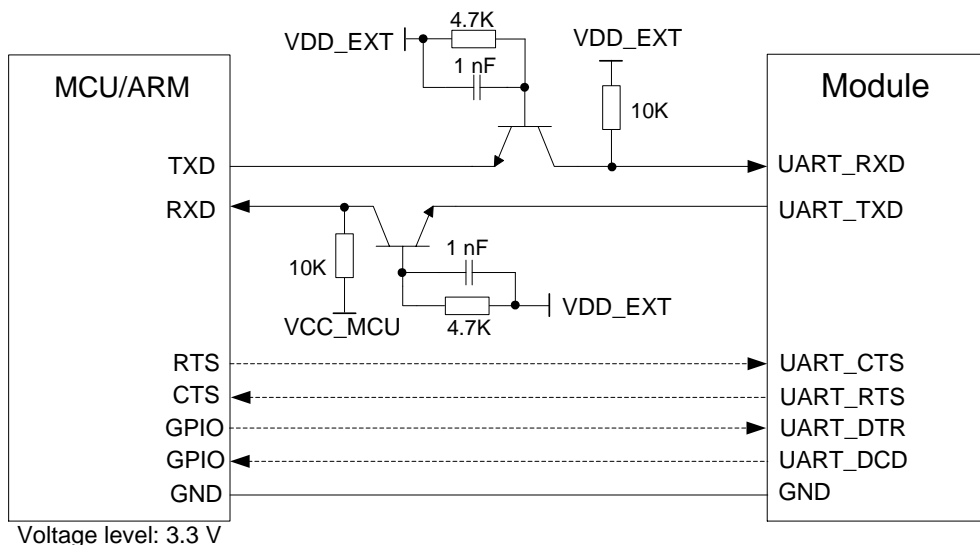 4.7K
VDD_EXT
VDD_EXT
1 nF
MCU/ARM
Module
10K
TXD
UART_RXD
RXD
UART_TXD
1 nF
10K
VDD_EXT
VCC_MCU
4.7K
RTS
UART_CTS
CTS
UART_RTS
GPIO
UART_DTR
GPIO
UART_DCD
GND
GND
Voltage level: 3.3 V